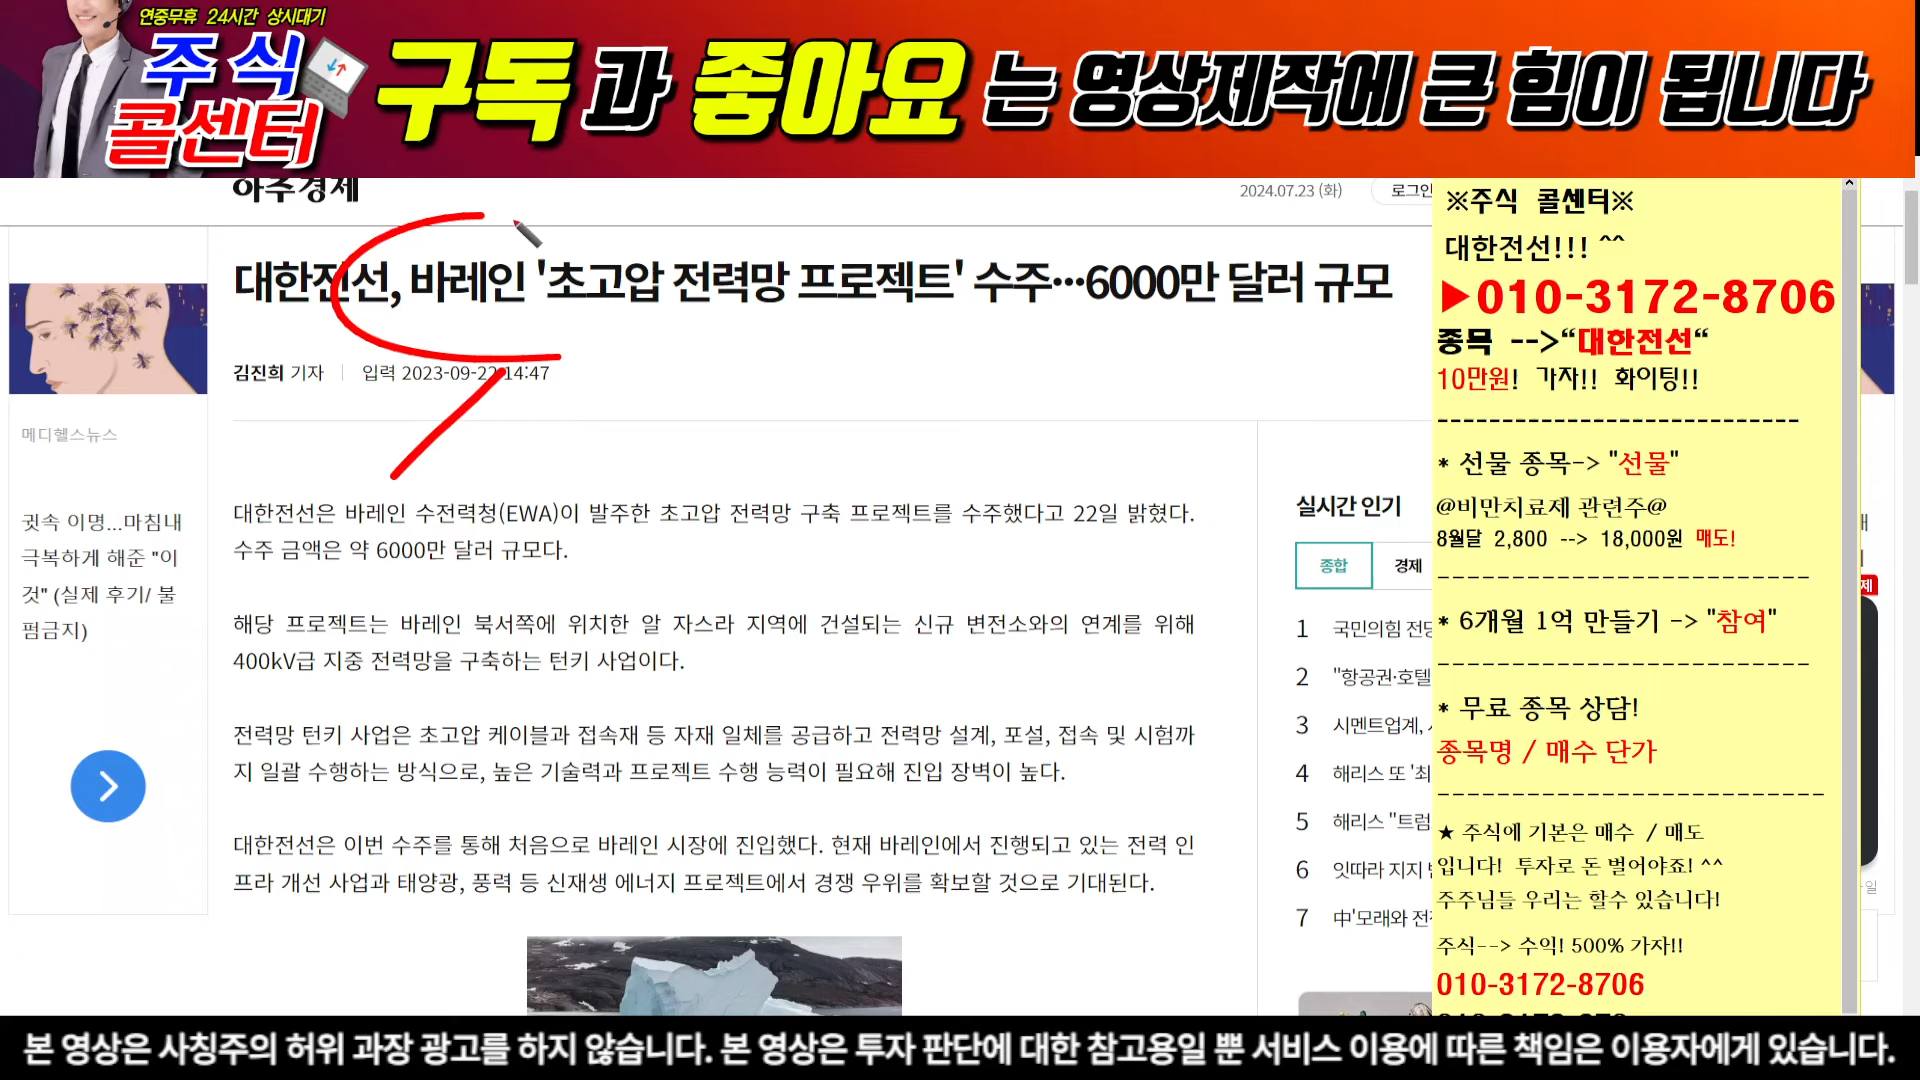 연중무휴 24시간 상시대기
주식
콜센터
구독과 좋아요는 영상제작에 큰 힘이 됩니다
아주경제
2024.07.23 (화)
로그인
대한전선, 바레인 '초고압 전력망 프로젝트' 수주···6000만 달러 규모
김진희 기자
입력 2023-09-22 14:47
메디헬스뉴스
귓속 이명...마침내
극복하게 해준 "이
것" (실제 후기/ 불
펌금지)
대한전선은 바레인 수전력청(EWA)이 발주한 초고압 전력망 구축 프로젝트를 수주했다고 22일 밝혔다.
수주 금액은 약 6000만 달러 규모다.
해당 프로젝트는 바레인 북서쪽에 위치한 알 자스라 지역에 건설되는 신규 변전소와의 연계를 위해
400kV급 지중 전력망을 구축하는 턴키 사업이다.
전력망 턴키 사업은 초고압 케이블과 접속재 등 자재 일체를 공급하고 전력망 설계, 포설, 접속 및 시험까
지 일괄 수행하는 방식으로, 높은 기술력과 프로젝트 수행 능력이 필요해 진입 장벽이 높다.
대한전선은 이번 수주를 통해 처음으로 바레인 시장에 진입했다. 현재 바레인에서 진행되고 있는 전력 인
프라 개선 사업과 태양광, 풍력 등 신재생 에너지 프로젝트에서 경쟁 우위를 확보할 것으로 기대된다.
실시간 인기
종합
경제
1 국민의힘
2 "항공권·호텔
3 시멘트업계,
4 해리스 또
5 해리스 "트럼
6 잇따라 지지
7 中'모래와
※주식 콜센터※
대한전선!!! ^^
▶010-3172-8706
종목 -->“대한전선“
10만원! 가자!! 화이팅!!
-------------------------
* 선물 종목-> "선물"
@비만치료제 관련주@
8월달 2,800 --> 18,000원 매도!
-------------------------
* 6개월 1억 만들기 -> "참여"
-------------------------
* 무료 종목 상담!
종목명 / 매수 단가
--------------------------
★ 주식에 기본은 매수 / 매도
입니다! 투자로 돈 벌어야죠! ^^
주주님들 우리는 할수 있습니다!
주식--> 수익! 500% 가자!!
010-3172-8706
제
일
본 영상은 사칭주의 허위 과장 광고를 하지 않습니다. 본 영상은 투자 판단에 대한 참고용일 뿐 서비스 이용에 따른 책임은 이용자에게 있습니다.